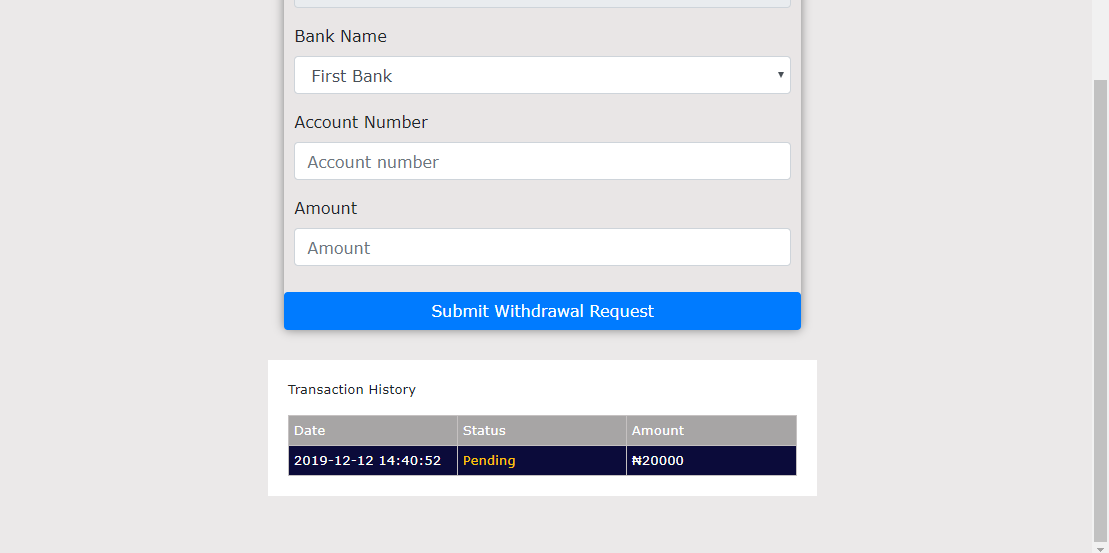 Bank Name
First Bank
Account Number
Account number
Amount
Amount
Submit Withdrawal Request
Transaction History
Date Status Amount
2019-12-12 14:40:52 Pending ₦20000